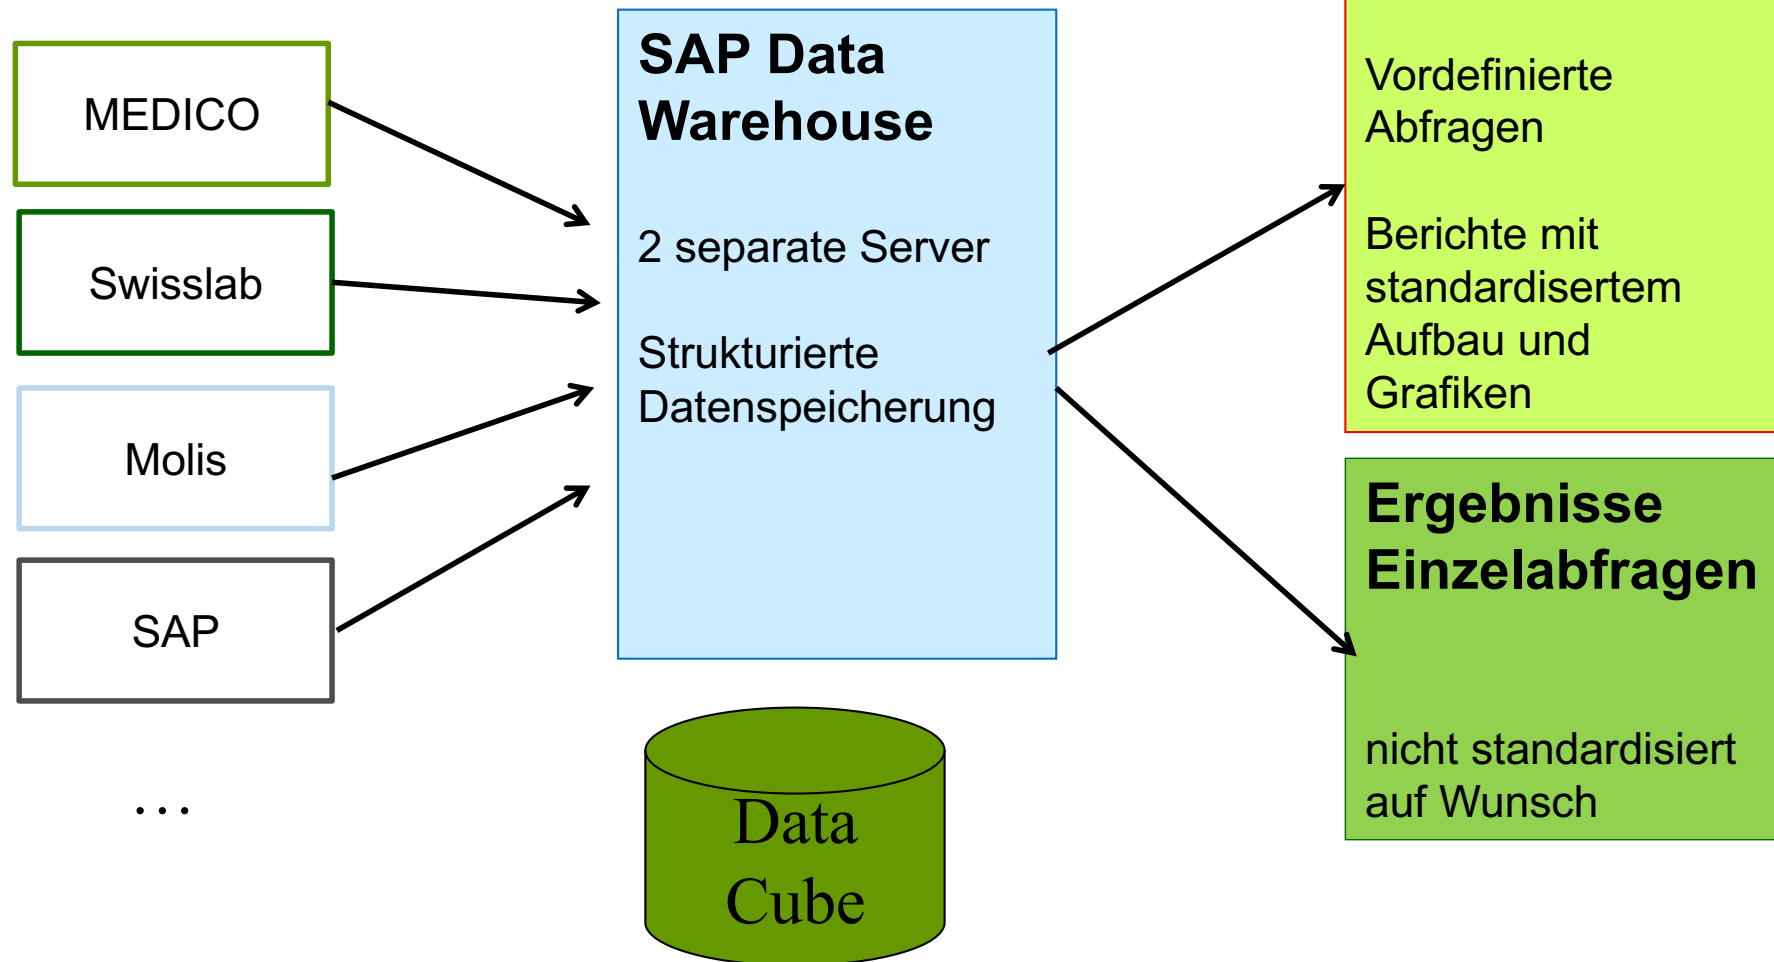 MEDICO
Swisslab
Molis
SAP
...
SAP Data
Warehouse
2 separate Server
Strukturierte
Datenspeicherung
Data
Cube
Vordefinierte
Abfragen
Berichte mit
standardisertem
Aufbau und
Grafiken
Ergebnisse
Einzelabfragen
nicht standardisiert
auf Wunsch